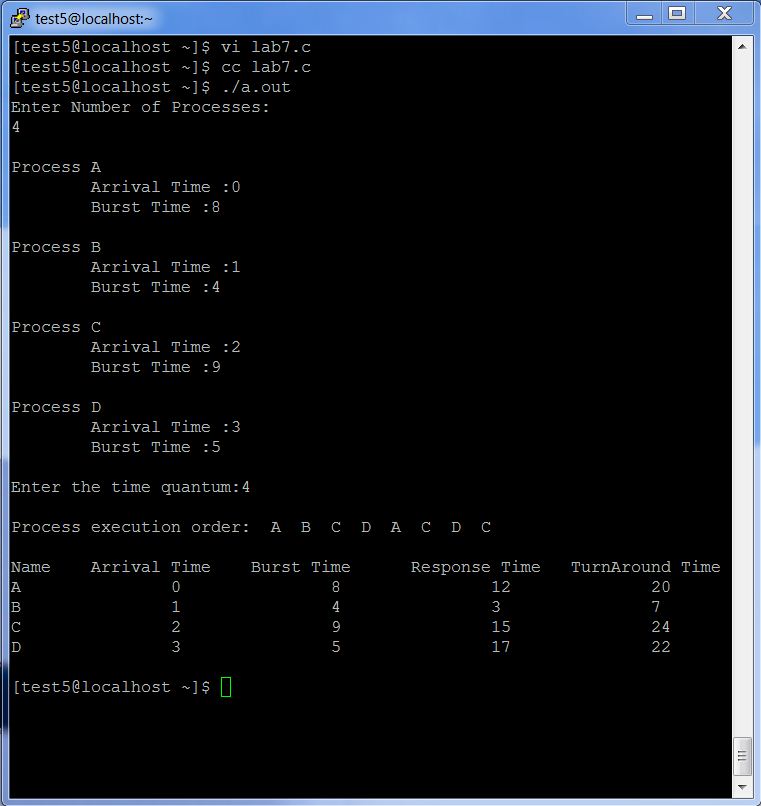 test5@localhost:~
[test5@localhost ~]$ vi lab7.c
[test5@localhost ~]$ cc lab7.c
[test5@localhost ~]$ ./a.out
Enter Number of Processes:
4
Process A
Arrival Time :0
Burst Time :8
Process B
Arrival Time :1
Burst Time :4
Process C
Arrival Time :2
Burst Time :9
Process D
Arrival Time :3
Burst Time :5
Enter the time quantum:4
Process execution order:  A  B  C  D  A  C  D  C
Name    Arrival Time    Burst Time      Response Time   TurnAround Time
A               0               8               12              20
B               1               4               3               7
C               2               9               15              24
D               3               5               17              22
[test5@localhost ~]$